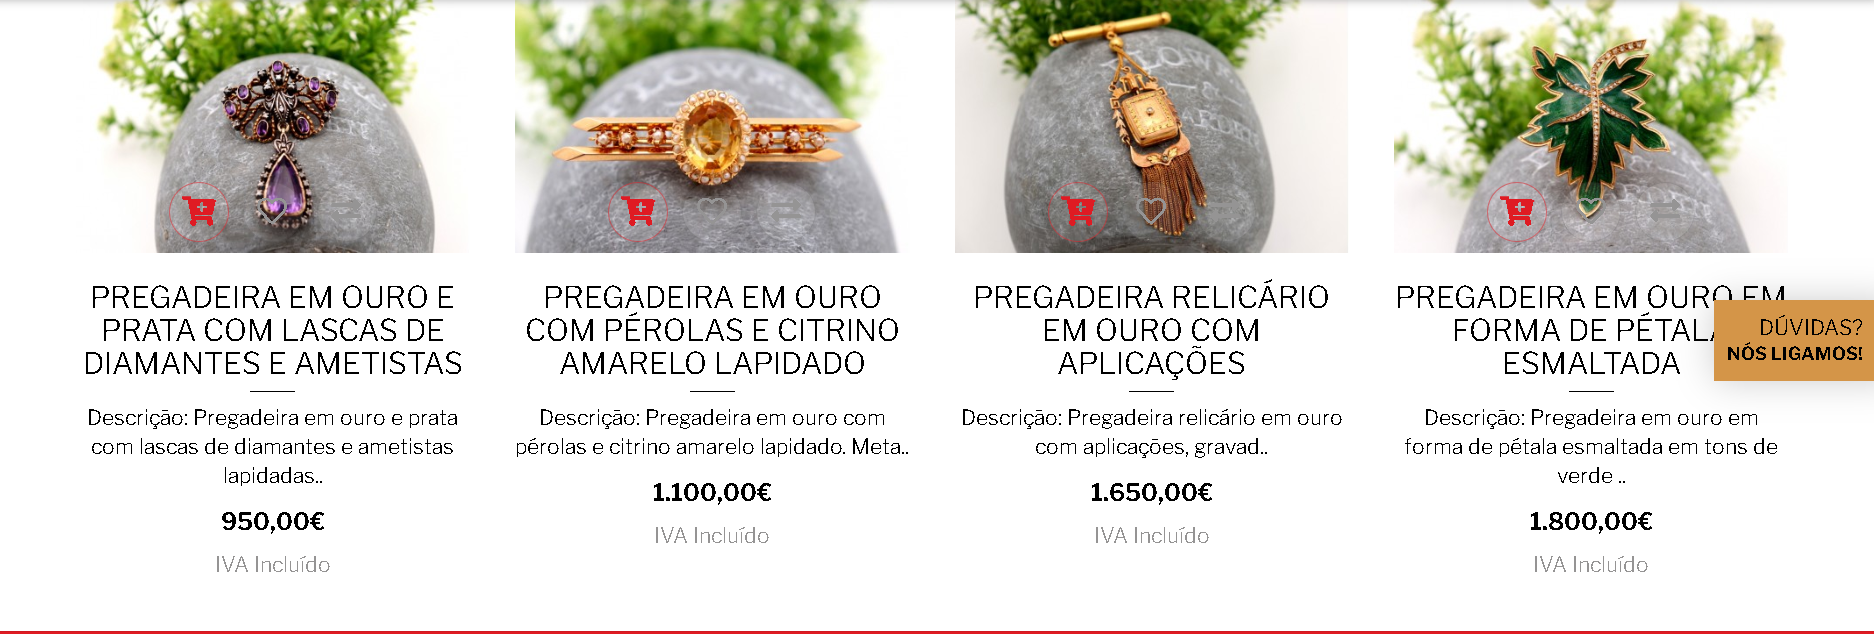 PREGADEIRA EM OURO E
PRATA COM LASCAS DE
DIAMANTES E AMETISTAS
Descrição: Pregadeira em ouro e prata
com lascas de diamantes e ametistas
lapidadas..
950,00€
IVA Incluído
PREGADEIRA EM OURO
COM PÉROLAS E CITRINO
AMARELO LAPIDADO
Descrição: Pregadeira em ouro com
pérolas e citrino amarelo lapidado. Meta..
1.100,00€
IVA Incluído
PREGADEIRA RELICÁRIO
EM OURO COM
APLICAÇÕES
Descrição: Pregadeira relicário em ouro
com aplicações, gravad..
1.650,00€
IVA Incluído
PREGADEIRA EM OURO EM
FORMA DE PÉTALA
ESMALTADA
Descrição: Pregadeira em ouro em
forma de pétala esmaltada em tons de
verde ..
1.800,00€
IVA Incluído
DÚVIDAS?
NÓS LIGAMOS!